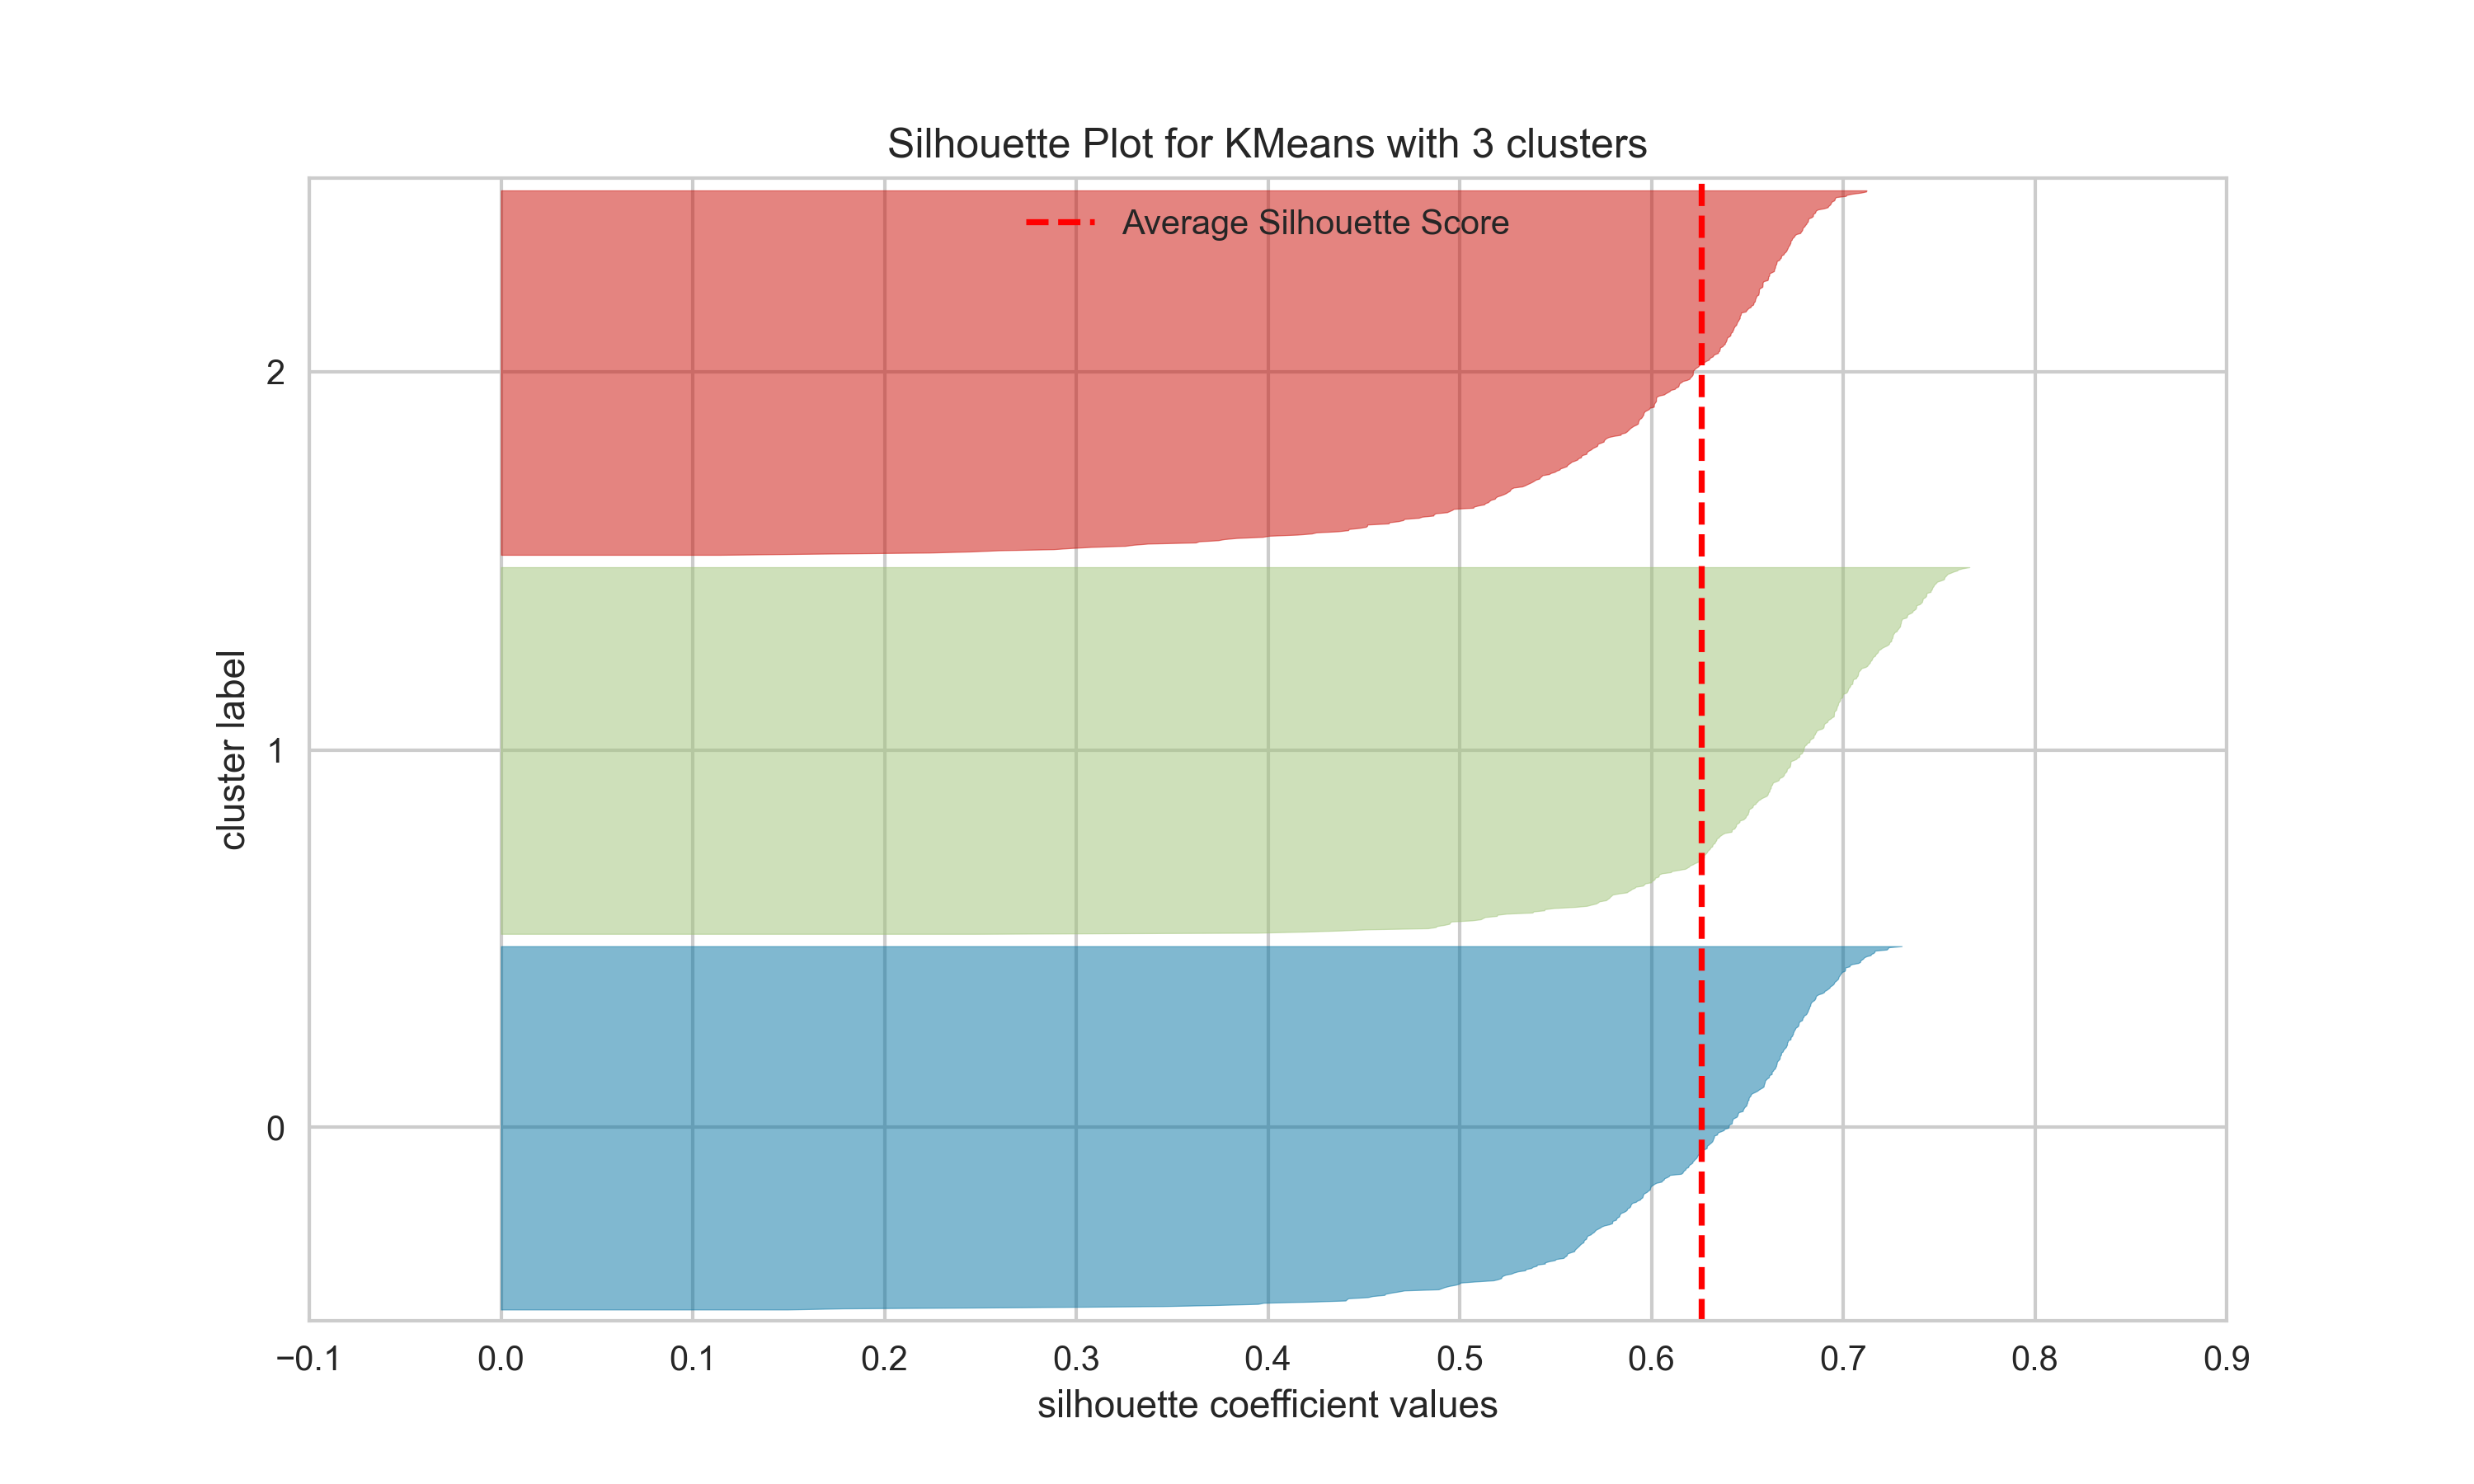 Silhouette Plot for KMeans with 3 clusters
Average Silhouette Score
2
1
0
cluster label
−0.1 0.0 0.1 0.2 0.3 0.4 0.5 0.6 0.7 0.8 0.9
silhouette coefficient values